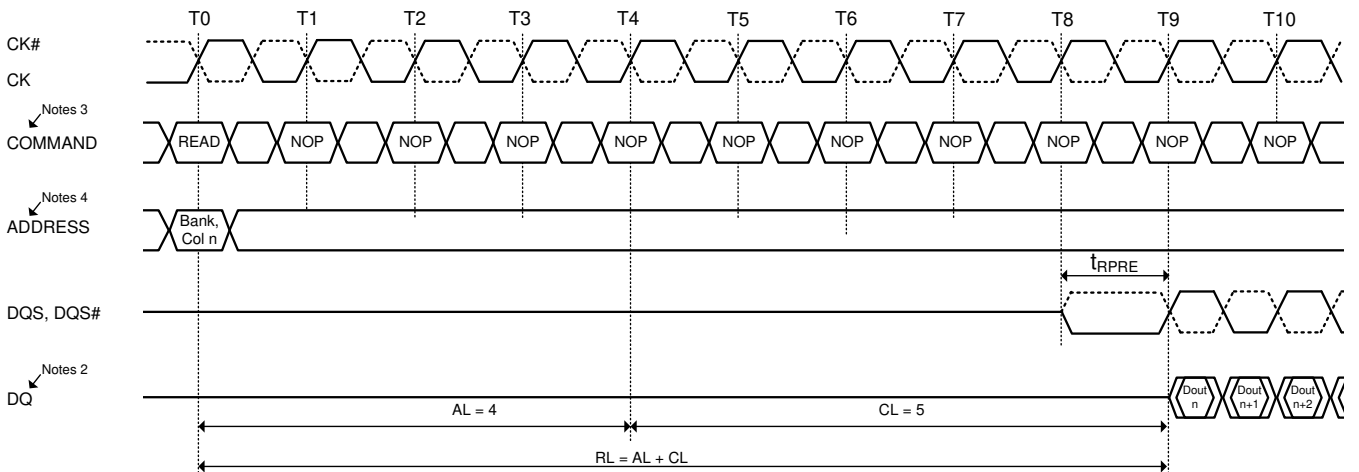 T0 T1 T2 T3 T4 T5 T6 T7 T8 T9 T10
CK#
CK
Notes 3
COMMAND
READ NOP NOP NOP NOP NOP NOP NOP NOP NOP NOP
Notes 4
ADDRESS
Bank,
Col n
tRPRE
DQS, DQS#
Notes 2
DQ
Dout
n
Dout
n+1
Dout
n+2
AL = 4
CL = 5
RL = AL + CL